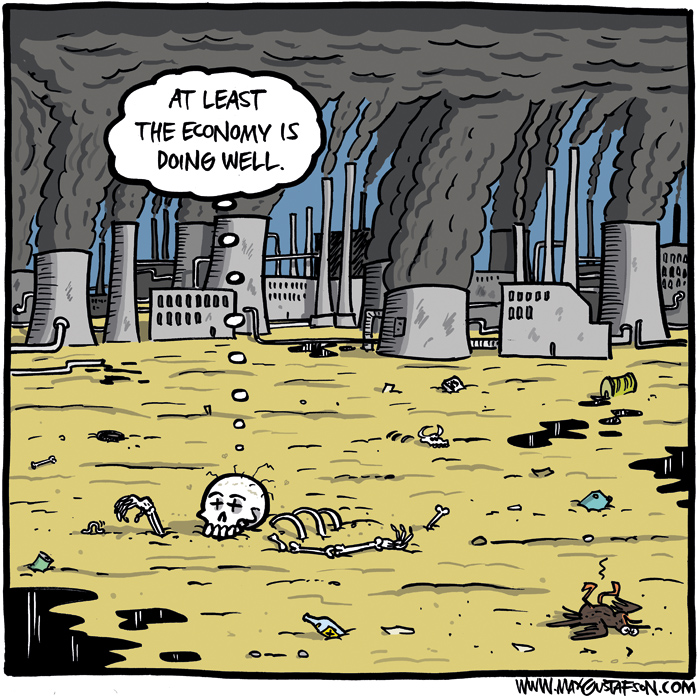 AT LEAST
THE ECONOMY IS
DOING WELL.
WWW.MAXGUSTAFSON.COM